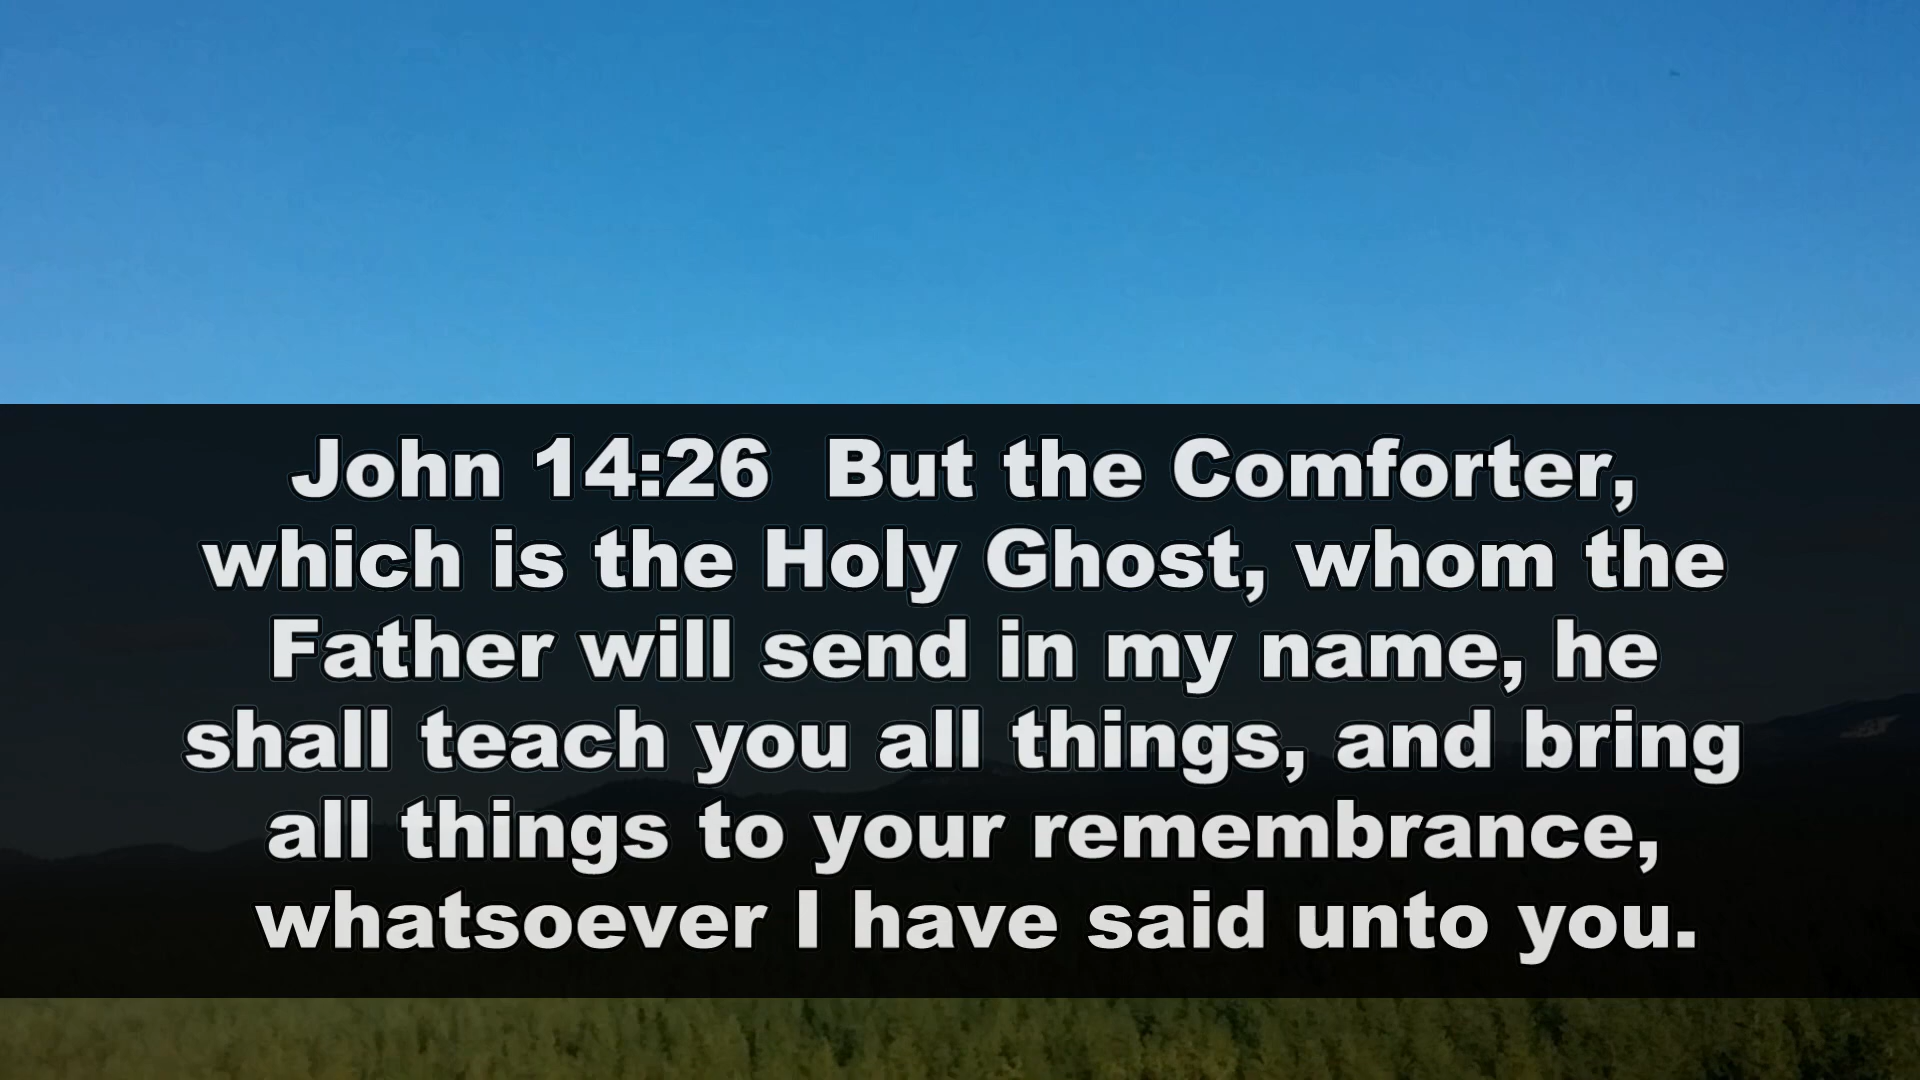 John 14:26  But the Comforter,
which is the Holy Ghost, whom the
Father will send in my name, he
shall teach you all things, and bring
all things to your remembrance,
whatsoever I have said unto you.